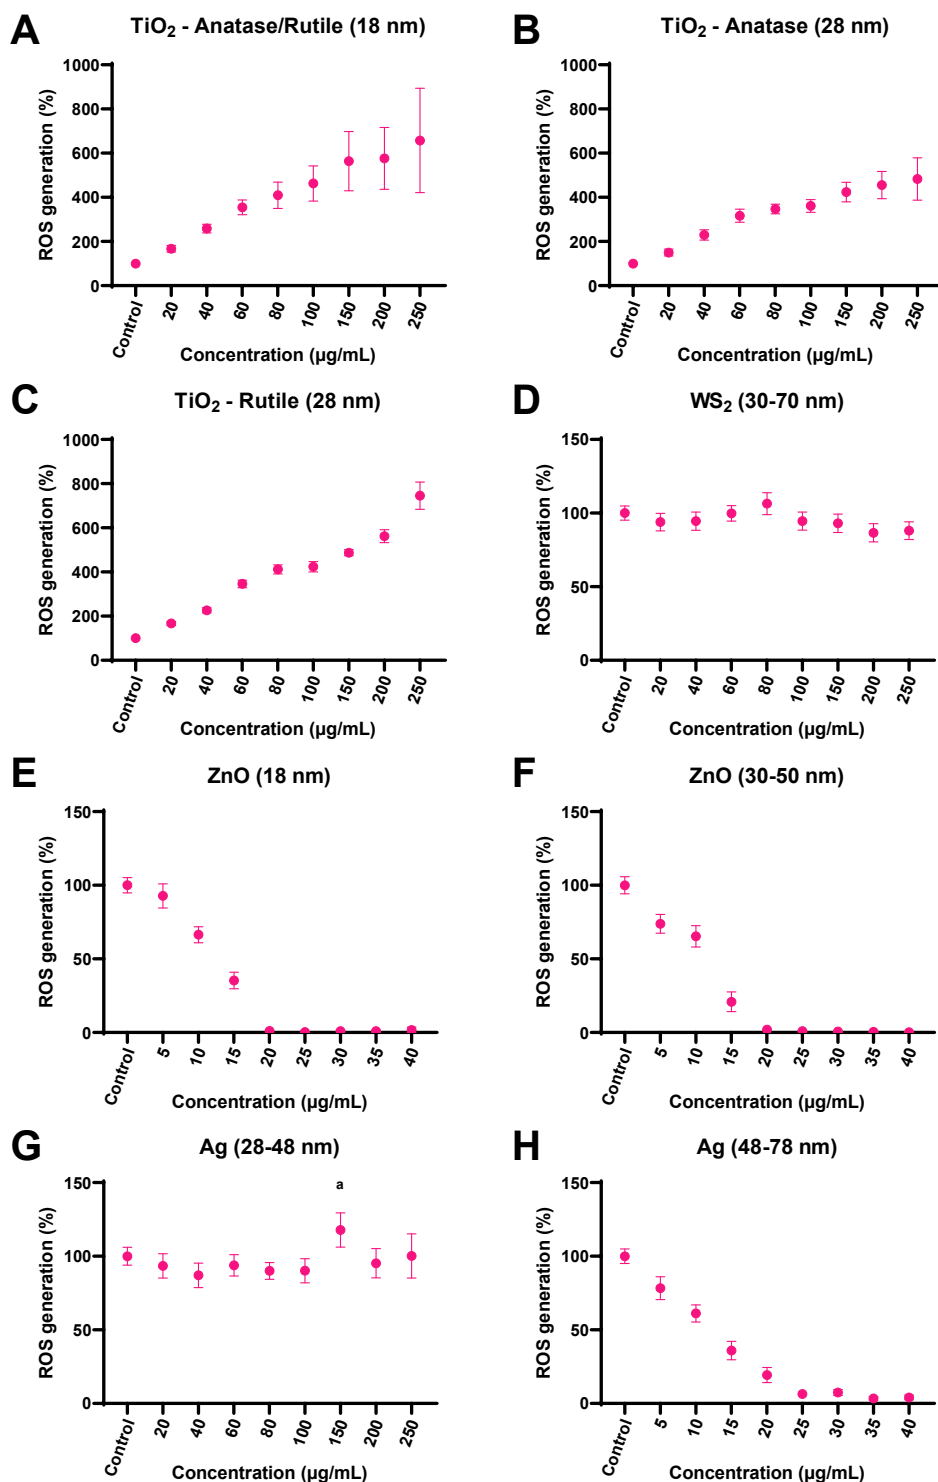 A TiO₂ - Anatase/Rutile (18 nm)
ROS generation (%)
1000
800
600
400
200
0
Control 20 40 60 80 100 150 200 250
Concentration (µg/mL)
B TiO₂ - Anatase (28 nm)
ROS generation (%)
1000
800
600
400
200
0
Control 20 40 60 80 100 150 200 250
Concentration (µg/mL)
C TiO₂ - Rutile (28 nm)
ROS generation (%)
1000
800
600
400
200
0
Control 20 40 60 80 100 150 200 250
Concentration (µg/mL)
D WS₂ (30-70 nm)
ROS generation (%)
150
100
50
0
Control 20 40 60 80 100 150 200 250
Concentration (µg/mL)
E ZnO (18 nm)
ROS generation (%)
150
100
50
0
Control 5 10 15 20 25 30 35 40
Concentration (µg/mL)
F ZnO (30-50 nm)
ROS generation (%)
150
100
50
0
Control 5 10 15 20 25 30 35 40
Concentration (µg/mL)
G Ag (28-48 nm)
ROS generation (%)
150
100
50
0
a
Control 20 40 60 80 100 150 200 250
Concentration (µg/mL)
H Ag (48-78 nm)
ROS generation (%)
150
100
50
0
Control 5 10 15 20 25 30 35 40
Concentration (µg/mL)